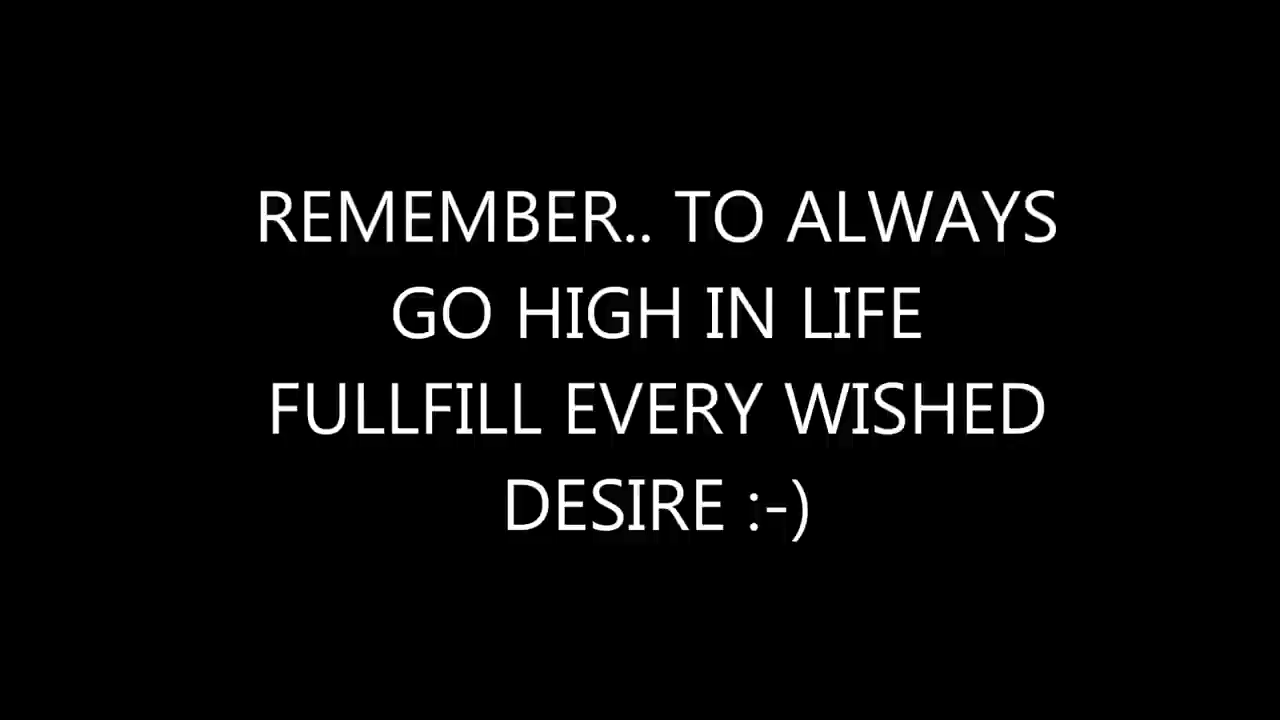 REMEMBER.. TO ALWAYS
GO HIGH IN LIFE
FULLFILL EVERY WISHED
DESIRE :-)